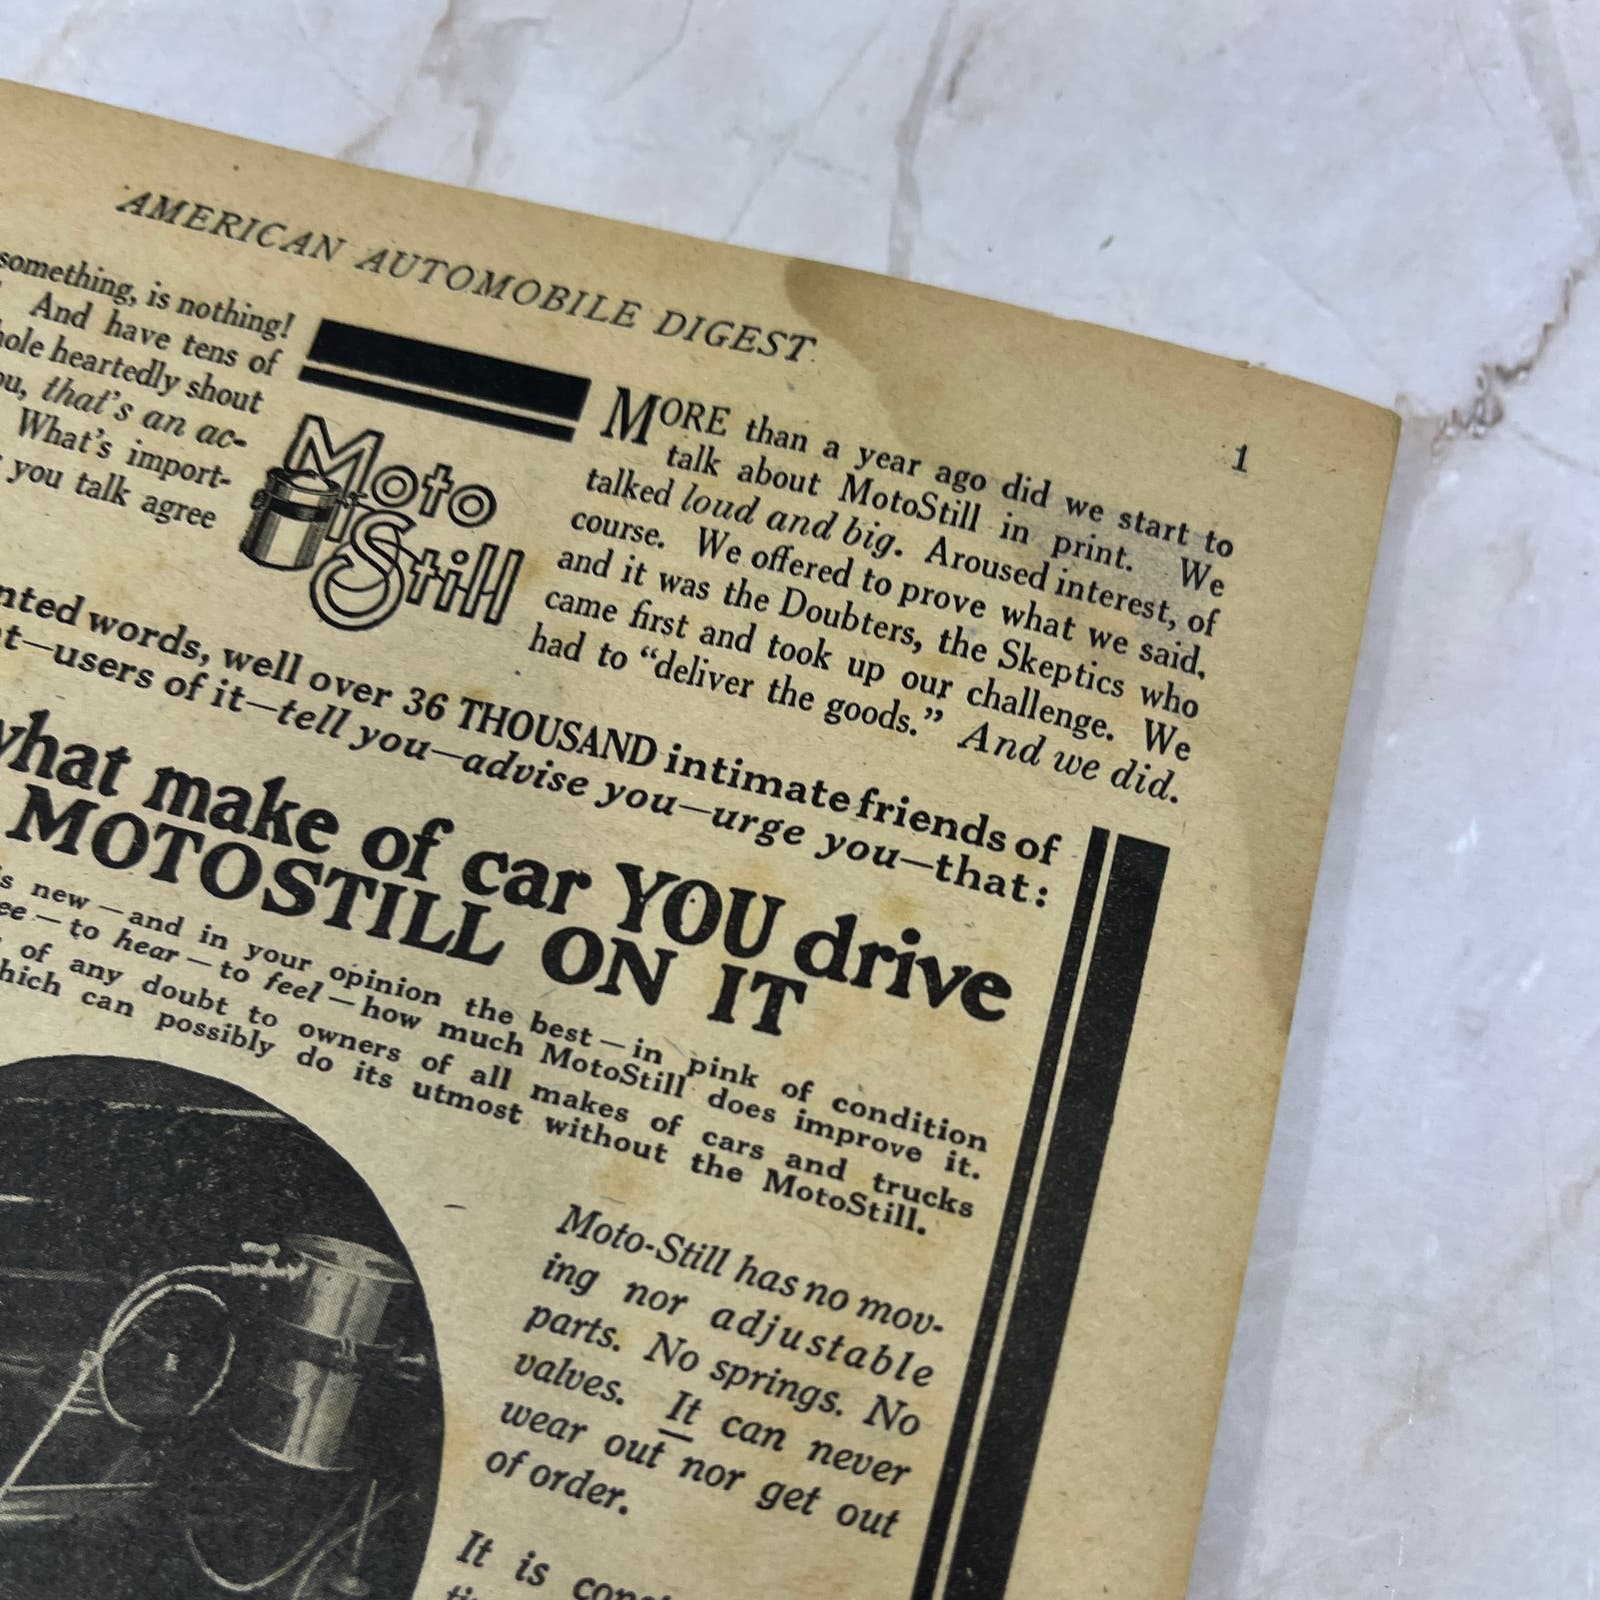 AMERICAN AUTOMOBILE DIGEST
1
something, is nothing!
And have tens of
heartedly shout
that's an ac-
What's import-
you talk agree
Moto
Still
MORE than a year ago did we start to
talk about MotoStill in print. We
talked loud and big. Aroused interest, of
course. We offered to prove what we said,
and it was the Doubters, the Skeptics who
came first and took up our challenge. We
had to “deliver the goods.” And we did.
words, well over 36 THOUSAND intimate friends of
—users of it—tell you—advise you—urge you—that:
what make of car YOU drive
MOTOSTILL ON IT
new—and in your opinion the best—in pink of condition
—to hear—to feel—how much MotoStill does improve it.
of any doubt to owners of all makes of cars and trucks
which can possibly do its utmost without the MotoStill.
Moto-Still has no mov-
ing nor adjustable
parts. No springs. No
valves. It can never
wear out nor get out
of order.
It is